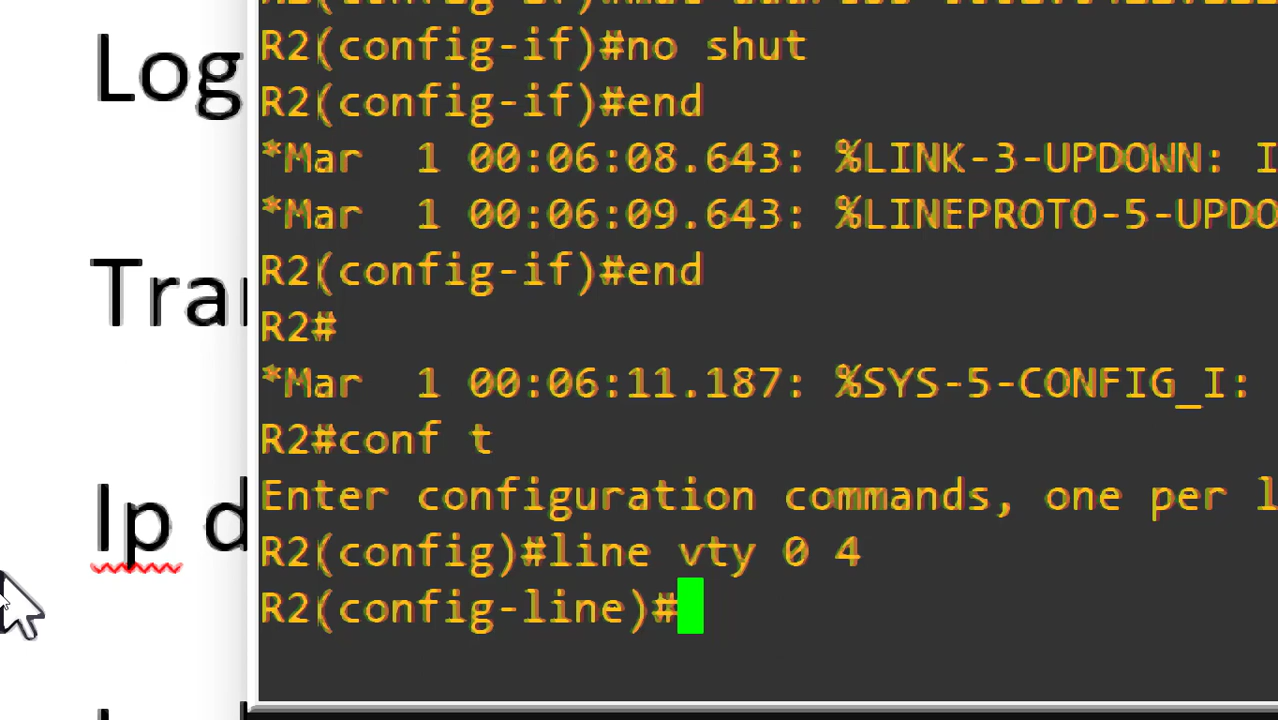 R2(config-if)#no shut
Log
R2(config-if)#end
*Mar  1 00:06:08.643: %LINK-3-UPDOWN: I
*Mar  1 00:06:09.643: %LINEPROTO-5-UPDO
R2(config-if)#end
Tra
R2#
*Mar  1 00:06:11.187: %SYS-5-CONFIG_I:
R2#conf t
Enter configuration commands, one per l
Ip d
R2(config)#line vty 0 4
R2(config-line)#